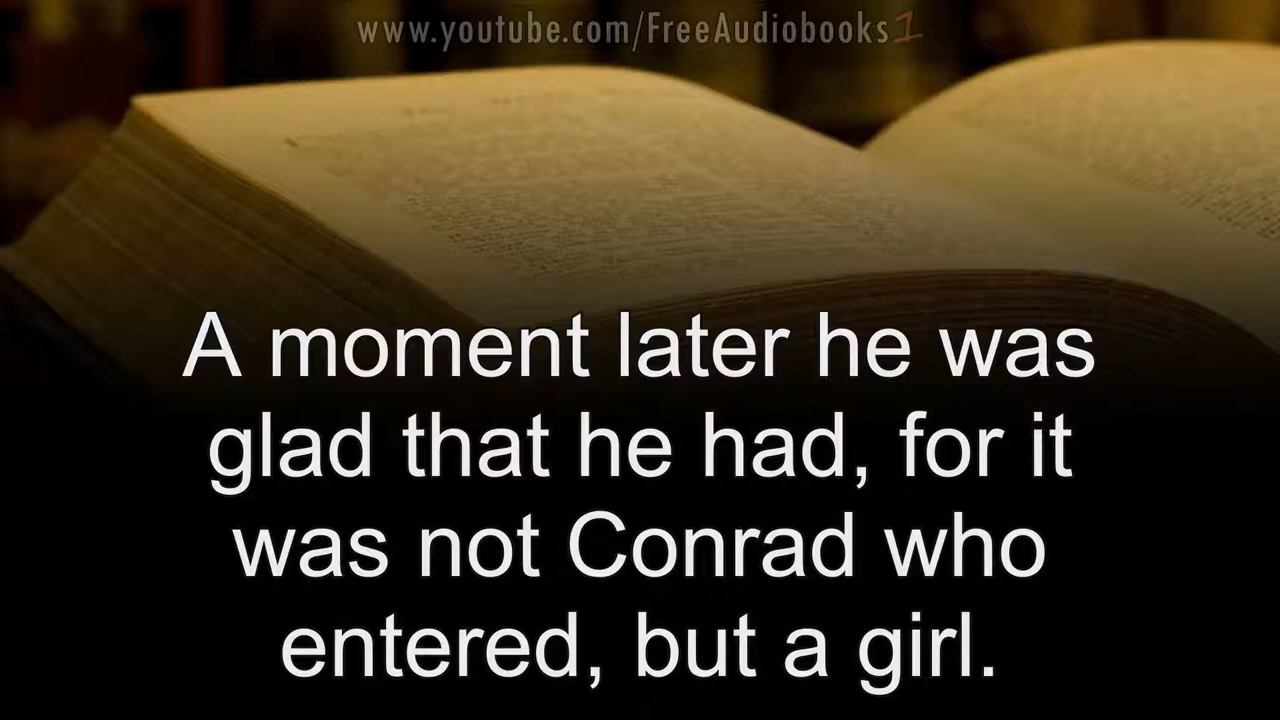 www.youtube.com/FreeAudiobooks1
A moment later he was
glad that he had, for it
was not Conrad who
entered, but a girl.